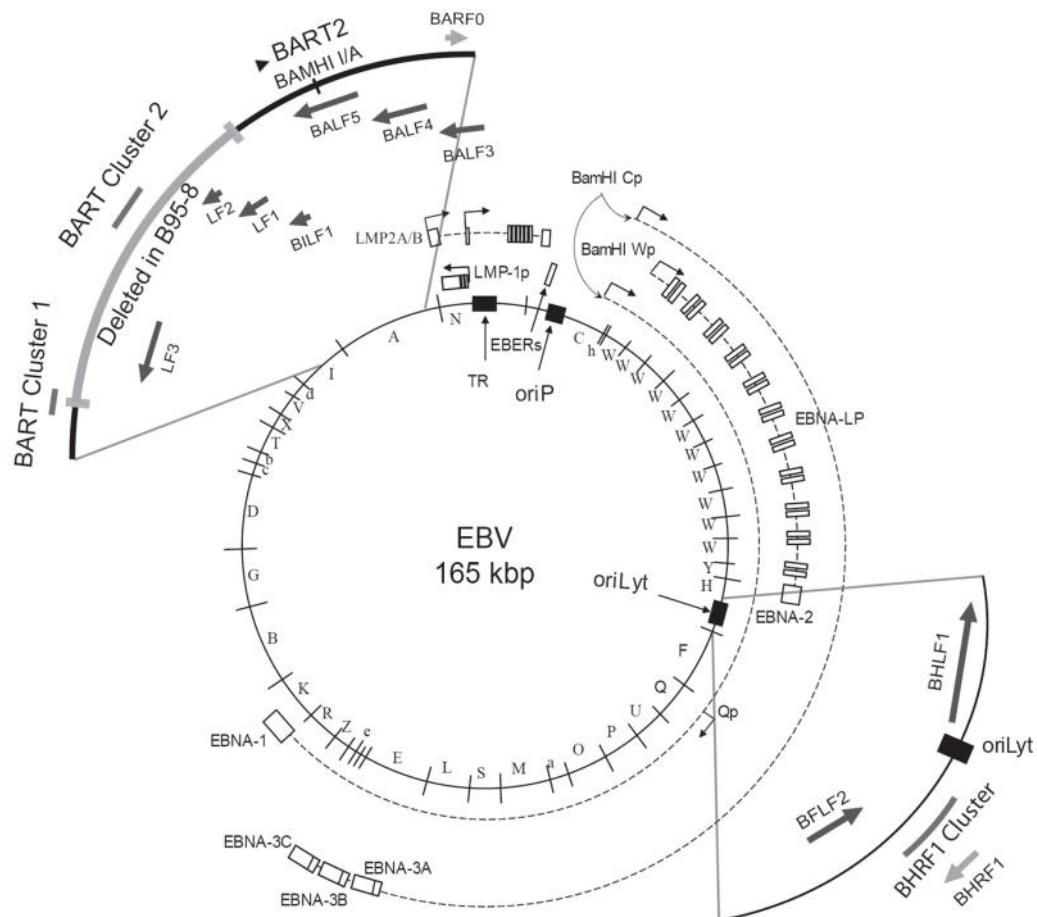 BARF0
BART2
BAMHI I/A
BALF5
BALF4
BALF3
BART Cluster 2
Deleted in B95-8
LF2
LF1
BILF1
BART Cluster 1
LF3
LMP2A/B
LMP-1p
BamHI Cp
BamHI Wp
EBERs
TR
oriP
EBNA-LP
EBNA-2
EBV
165 kbp
oriLyt
A
N
C
h
W
W
W
W
W
W
W
W
W
W
W
Y
H
F
Q
U
P
O
a
M
S
L
E
e
Z
R
K
B
G
D
c
b
T
X
V
d
I
Qp
EBNA-1
EBNA-3C
EBNA-3B
EBNA-3A
BHLF1
oriLyt
BFLF2
BHRF1 Cluster
BHRF1